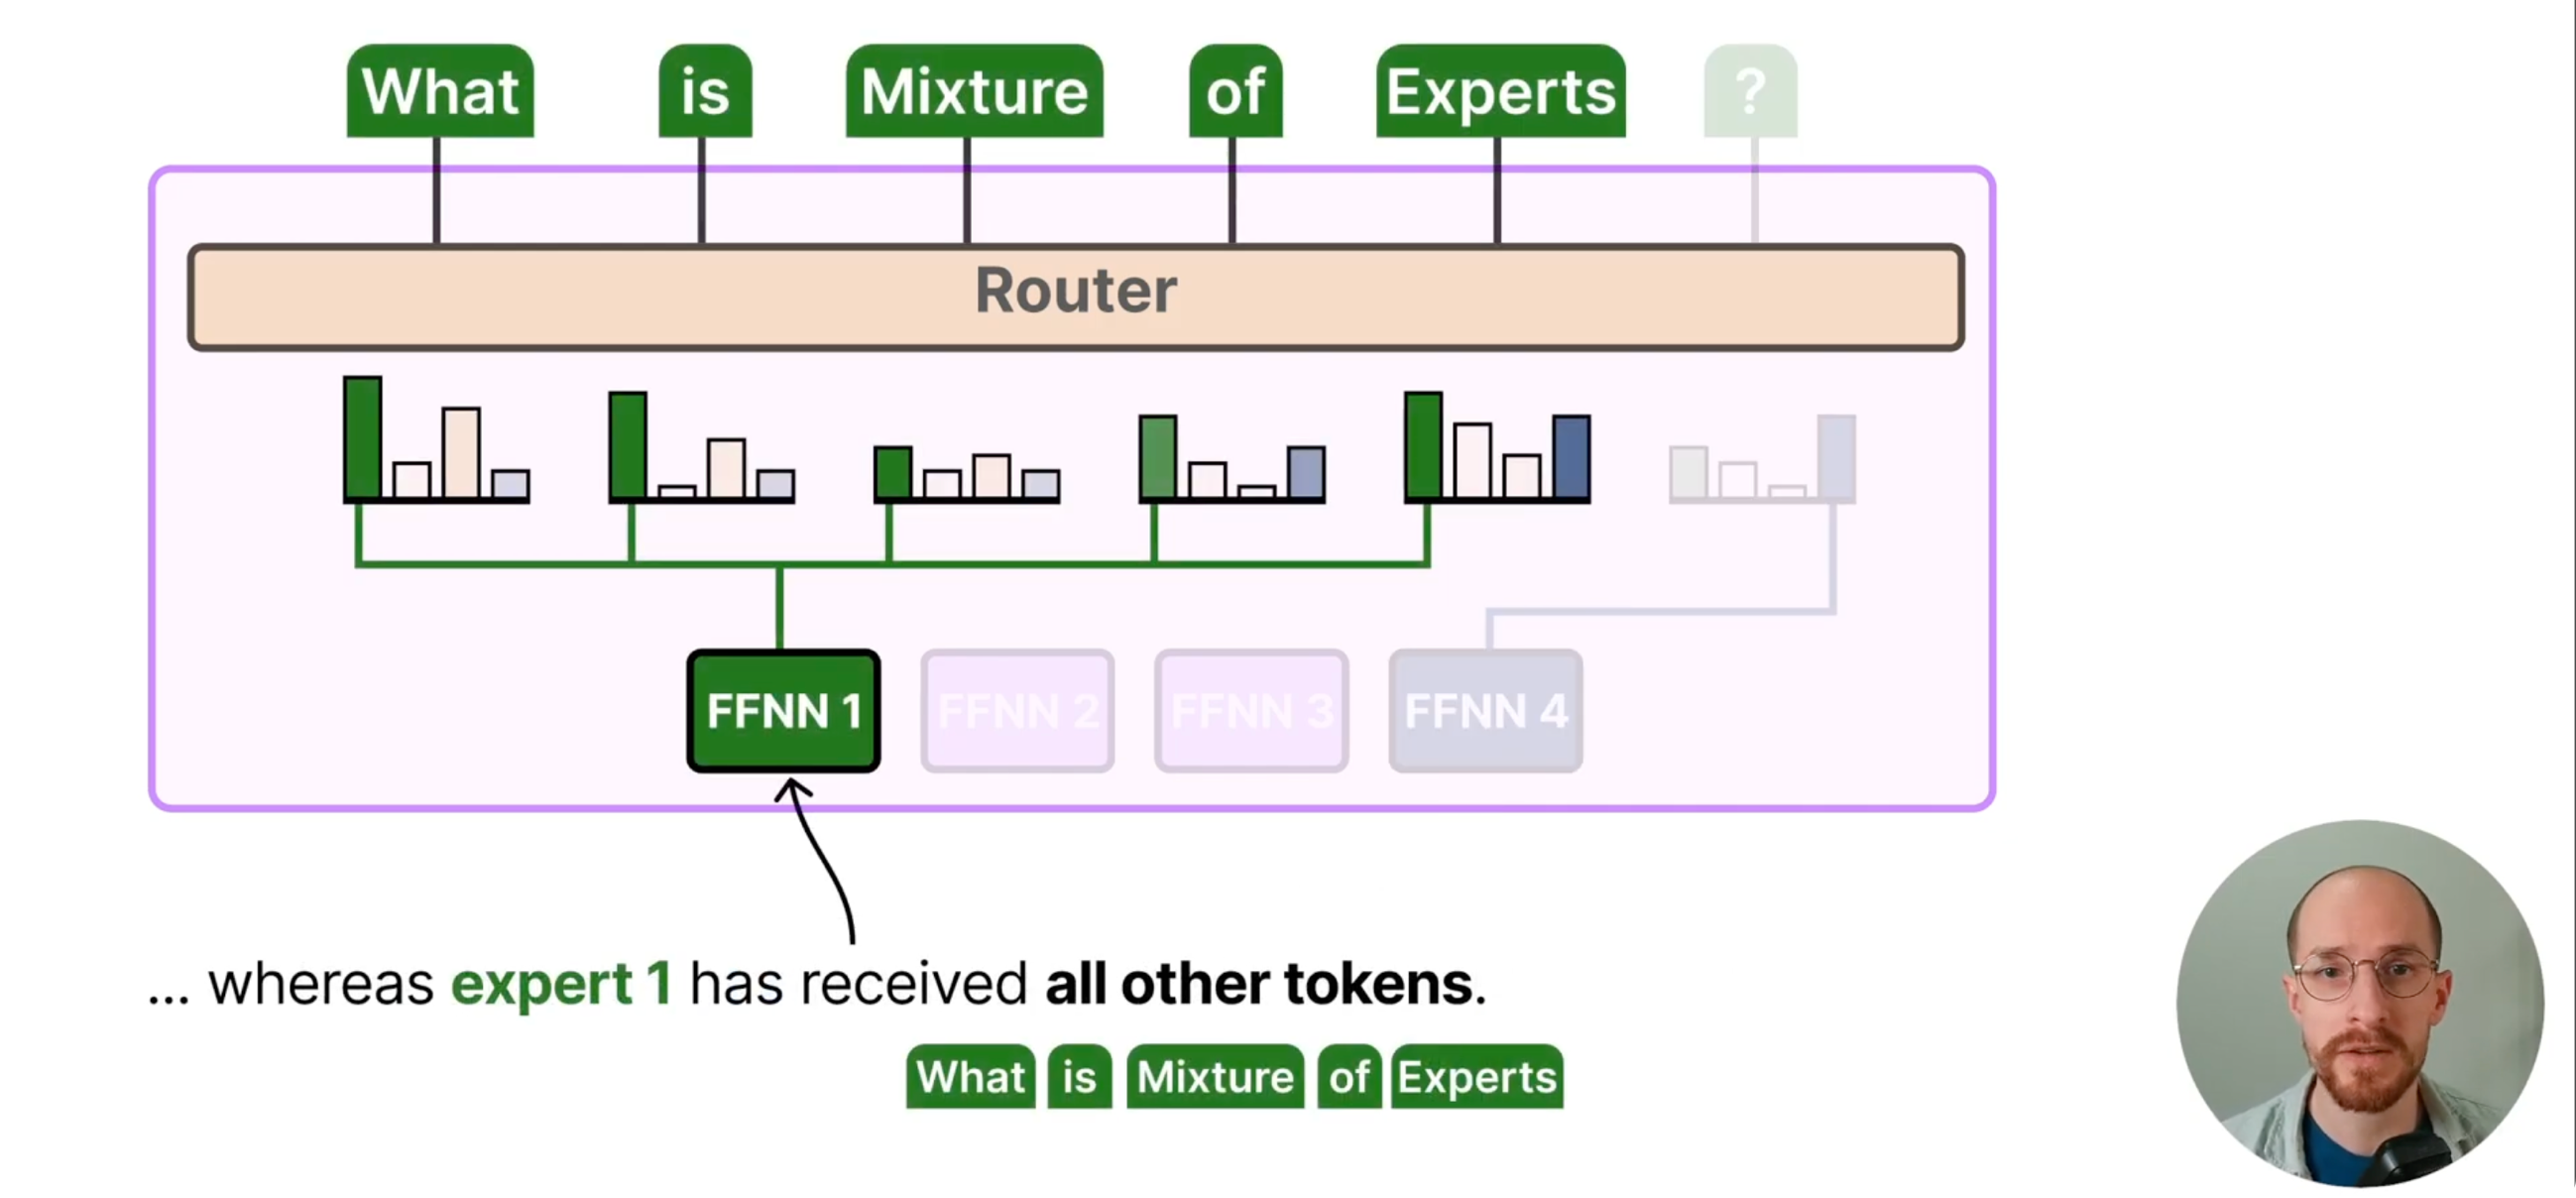 What is Mixture of Experts ?
Router
FFNN 1 FFNN 2 FFNN 3 FFNN 4
... whereas expert 1 has received all other tokens.
What is Mixture of Experts